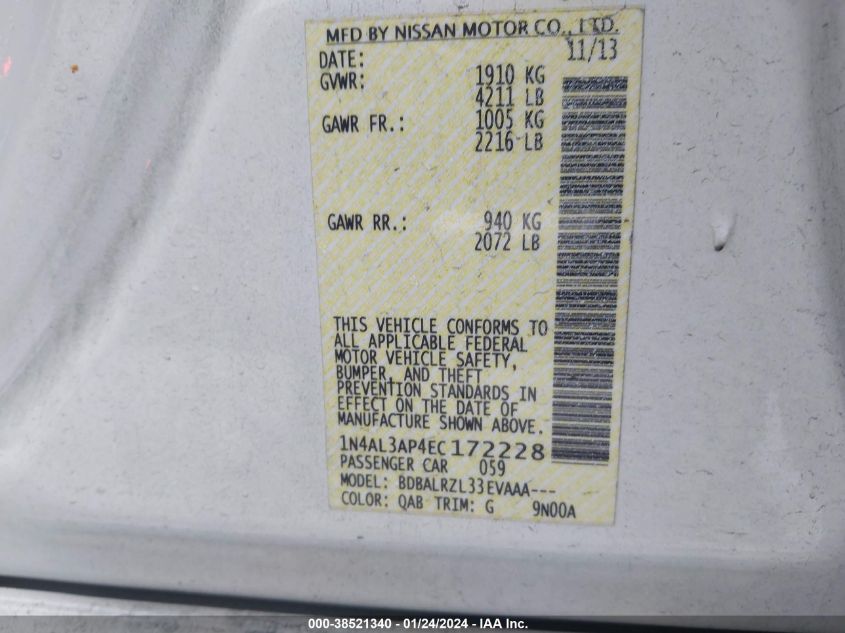 MFD BY NISSAN MOTOR CO., LTD.
DATE: 11/13
GVWR: 1910 KG
4211 LB
GAWR FR.: 1005 KG
2216 LB
GAWR RR.: 940 KG
2072 LB
THIS VEHICLE CONFORMS TO
ALL APPLICABLE FEDERAL
MOTOR VEHICLE SAFETY,
BUMPER, AND THEFT
PREVENTION STANDARDS IN
EFFECT ON THE DATE OF
MANUFACTURE SHOWN ABOVE.
1N4AL3AP4EC172228
PASSENGER CAR 059
MODEL: BDBALRZL33EVAAA---
COLOR: QAB TRIM: G 9N00A
000-38521340 - 01/24/2024 - IAA Inc.